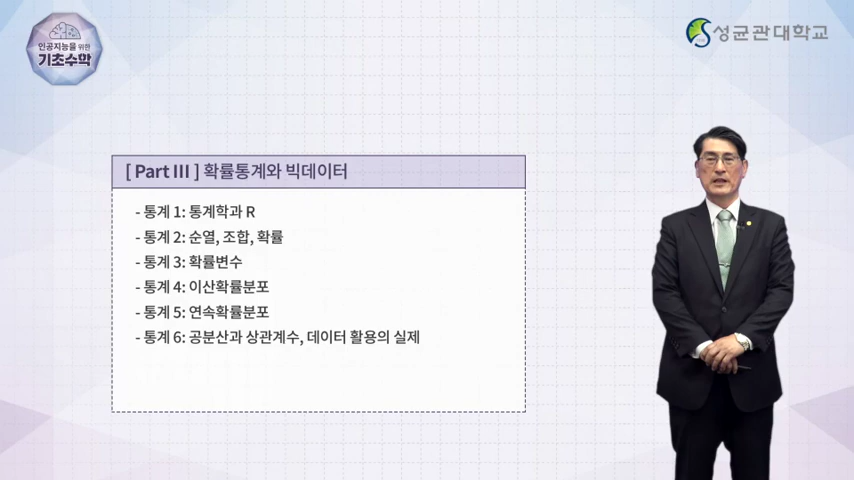 인공지능을 위한
기초수학
성균관대학교
[ Part III ] 확률통계와 빅데이터
- 통계 1: 통계학과 R
- 통계 2: 순열, 조합, 확률
- 통계 3: 확률변수
- 통계 4: 이산확률분포
- 통계 5: 연속확률분포
- 통계 6: 공분산과 상관계수, 데이터 활용의 실제